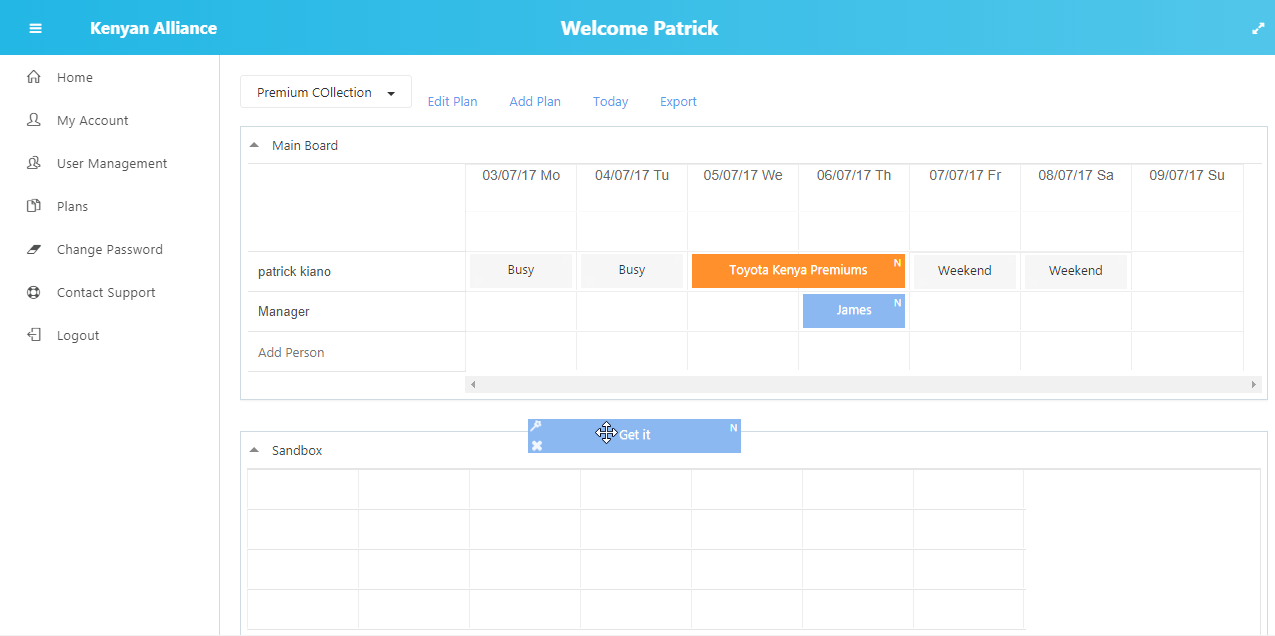 Kenyan Alliance
Welcome Patrick
Home
My Account
User Management
Plans
Change Password
Contact Support
Logout
Premium COllection
Edit Plan
Add Plan
Today
Export
Main Board
03/07/17 Mo
04/07/17 Tu
05/07/17 We
06/07/17 Th
07/07/17 Fr
08/07/17 Sa
09/07/17 Su
patrick kiano
Busy
Busy
Toyota Kenya Premiums
N
Weekend
Weekend
Manager
James
N
Add Person
Get it
N
Sandbox